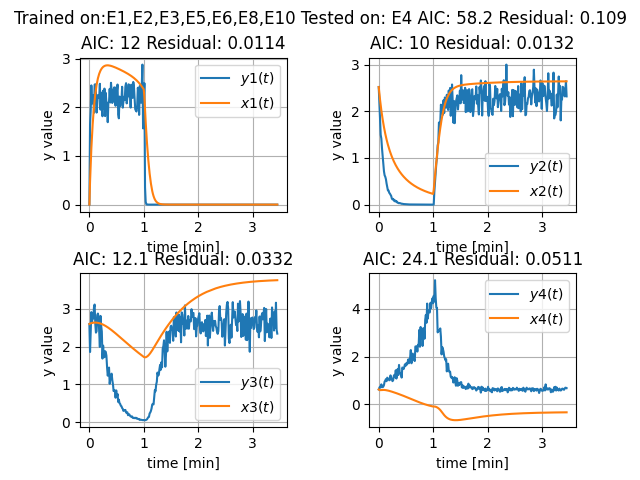 Trained on:E1,E2,E3,E5,E6,E8,E10 Tested on: E4 AIC: 58.2 Residual: 0.109
AIC: 12 Residual: 0.0114
y value
3
2
1
0
y1(t)
x1(t)
0 1 2 3
time [min]
AIC: 10 Residual: 0.0132
y value
3
2
1
0
y2(t)
x2(t)
0 1 2 3
time [min]
AIC: 12.1 Residual: 0.0332
y value
3
2
1
0
y3(t)
x3(t)
0 1 2 3
time [min]
AIC: 24.1 Residual: 0.0511
y value
4
2
0
y4(t)
x4(t)
0 1 2 3
time [min]